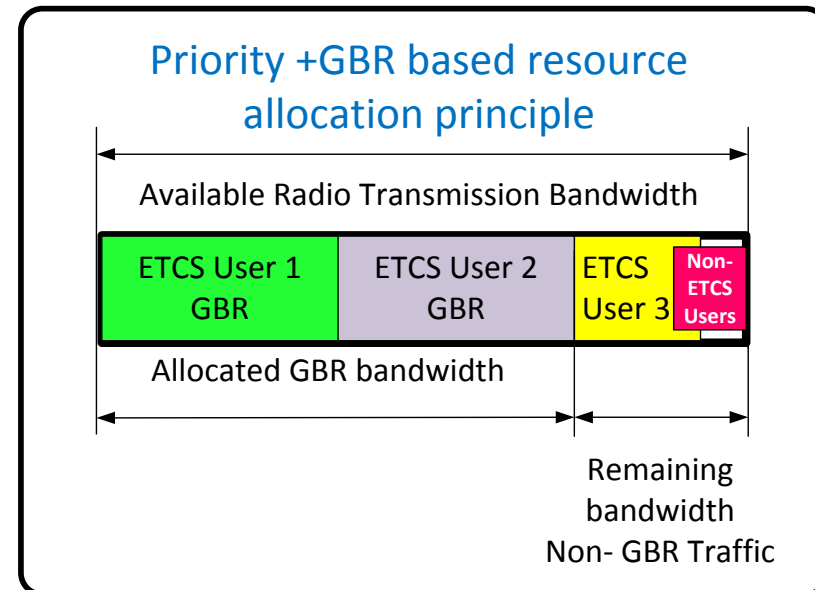 Priority +GBR based resource
allocation principle
Available Radio Transmission Bandwidth
ETCS User 1
GBR
ETCS User 2
GBR
ETCS
User 3
Non-
ETCS
Users
Allocated GBR bandwidth
Remaining
bandwidth
Non- GBR Traffic